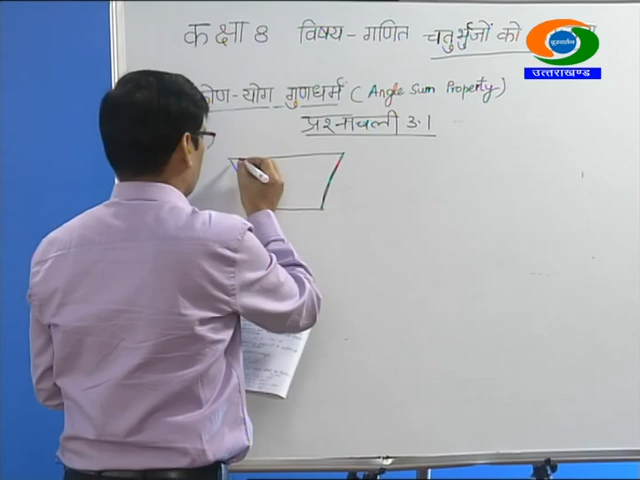 कक्षा 8 विषय - गणित चतुर्भुजों को
कोण-योग गुणधर्म (Angle Sum Property)
प्रश्नावली 3.1
दूरदर्शन
उत्तराखण्ड